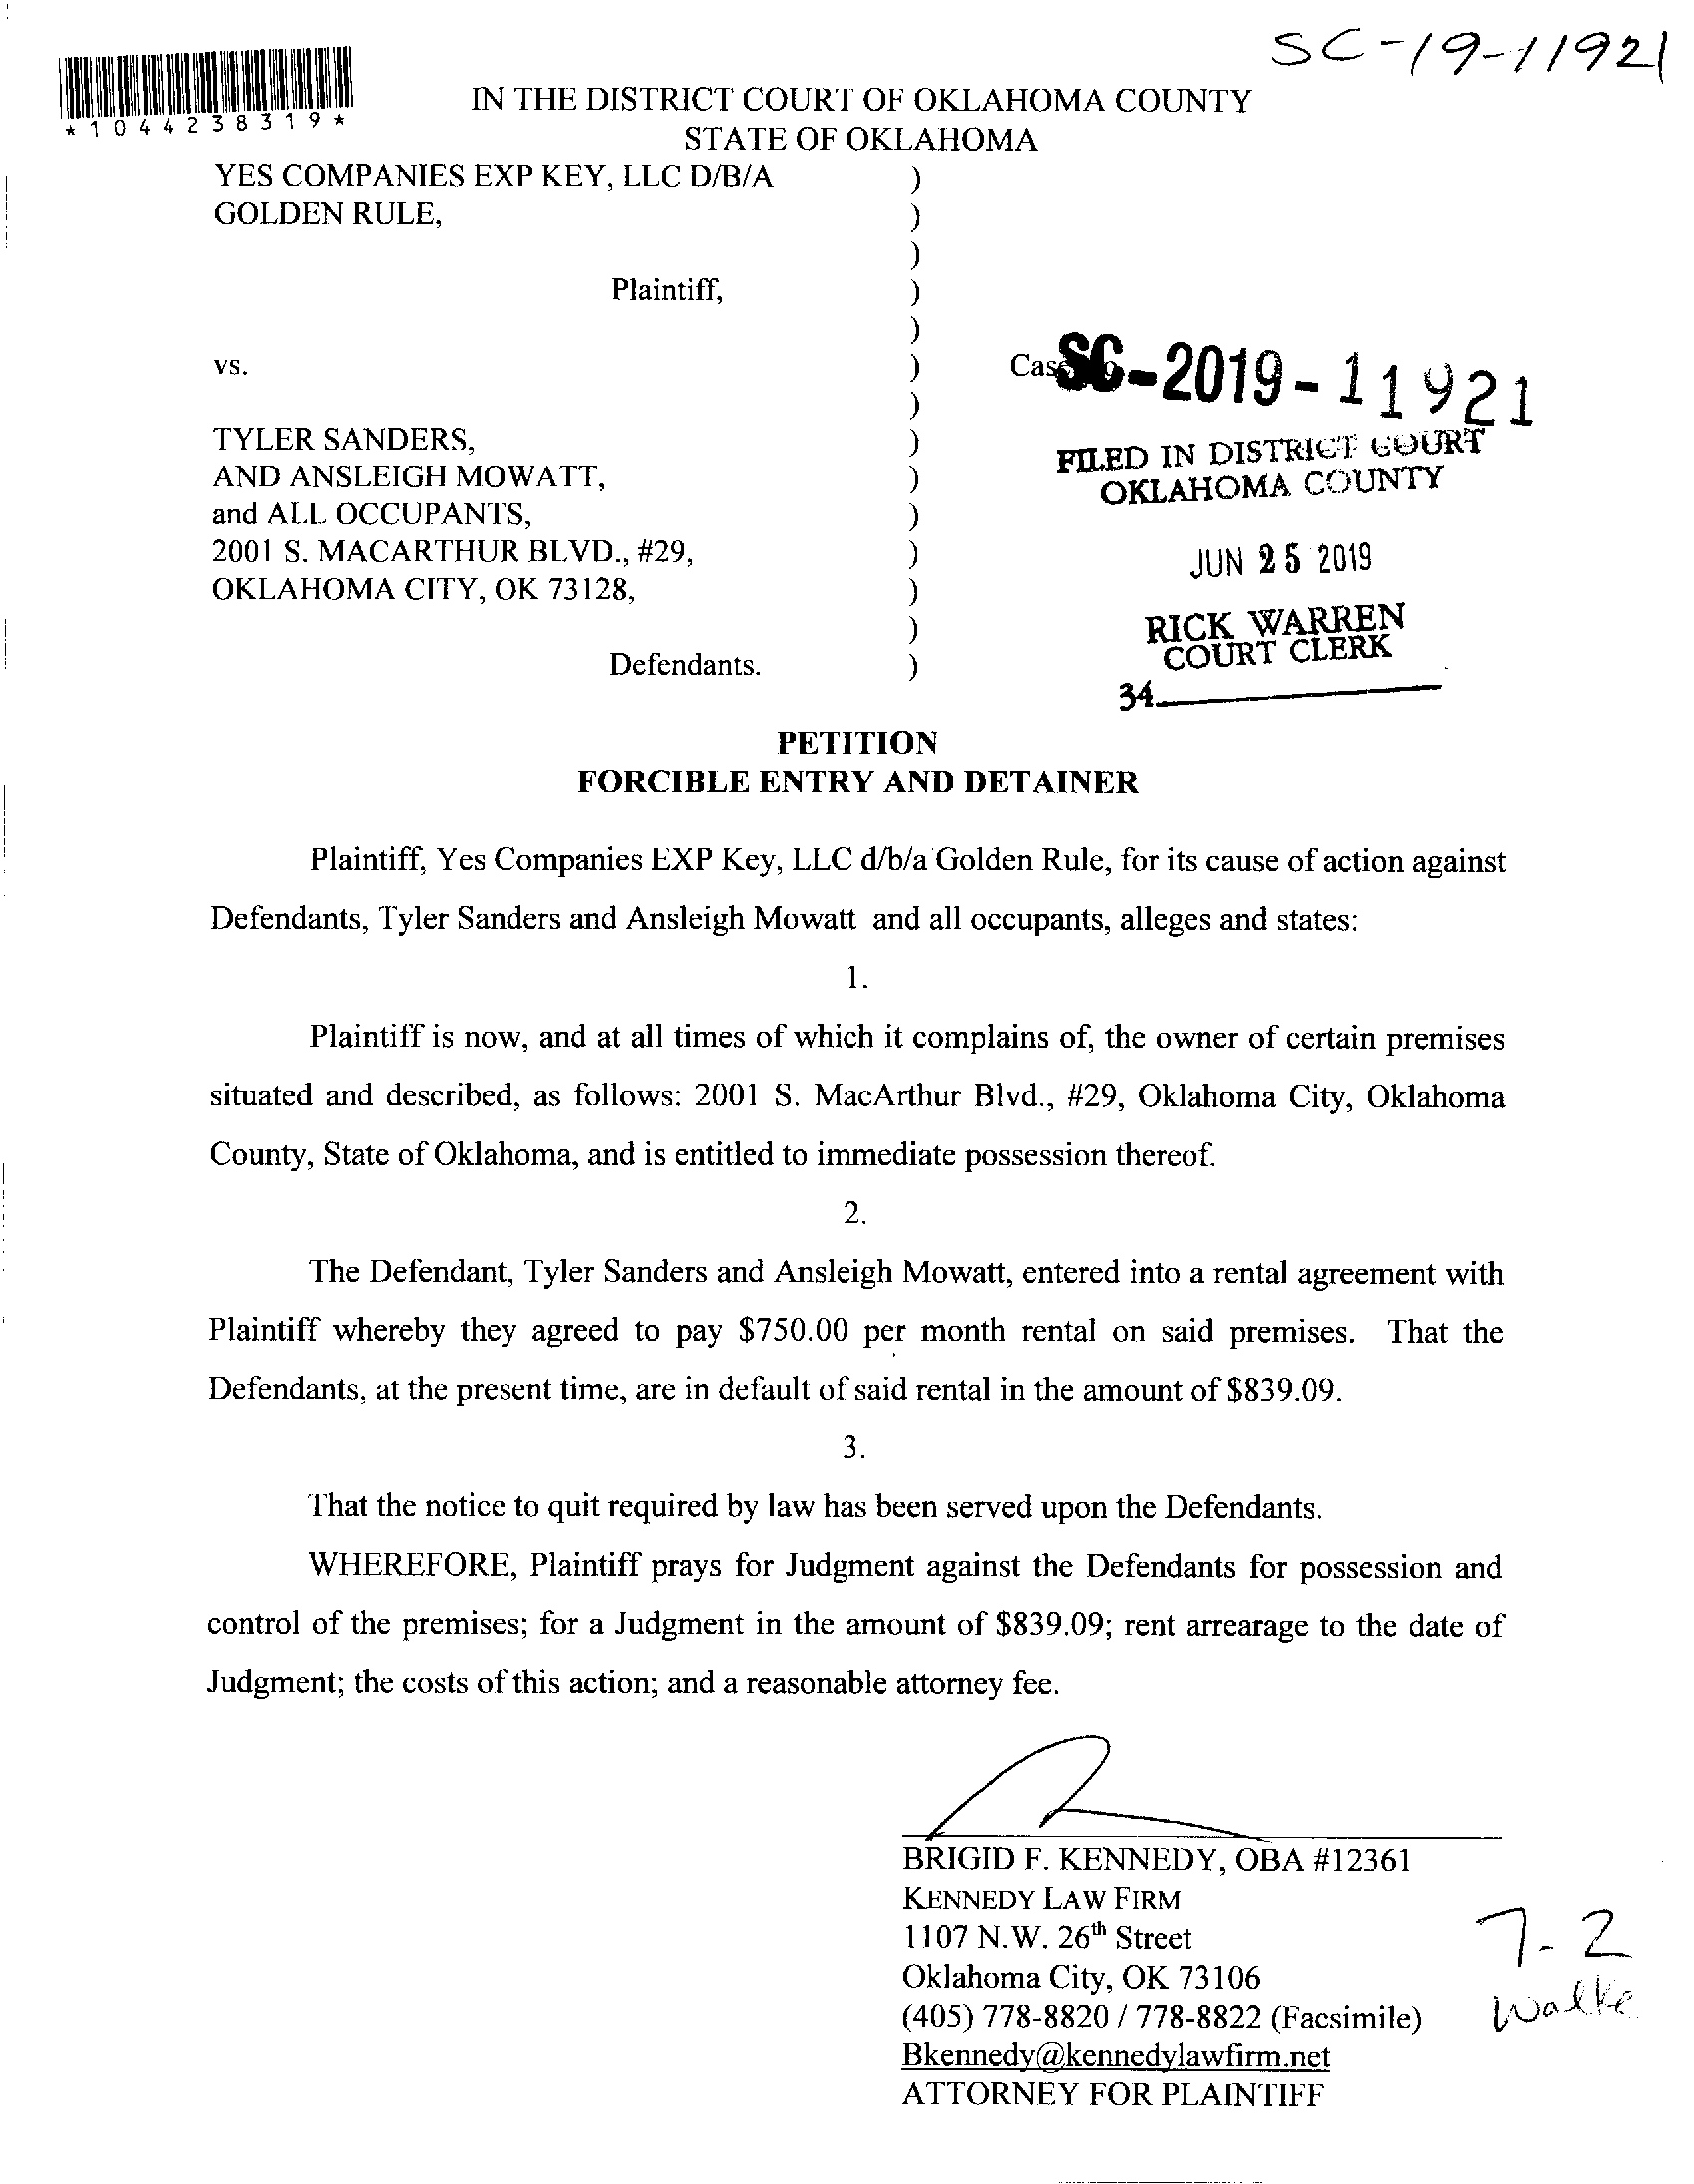 SC-19-11921
*1044238319*
IN THE DISTRICT COURT OF OKLAHOMA COUNTY
STATE OF OKLAHOMA
YES COMPANIES EXP KEY, LLC D/B/A )
GOLDEN RULE, )
)
Plaintiff, )
)
vs. ) Case No SC-2019-11921
)
TYLER SANDERS, )
AND ANSLEIGH MOWATT, )
and ALL OCCUPANTS, )
2001 S. MACARTHUR BLVD., #29, )
OKLAHOMA CITY, OK 73128, )
)
Defendants. )
FILED IN DISTRICT COURT
OKLAHOMA COUNTY
JUN 25 2019
RICK WARREN
COURT CLERK
34
PETITION
FORCIBLE ENTRY AND DETAINER
Plaintiff, Yes Companies EXP Key, LLC d/b/a Golden Rule, for its cause of action against
Defendants, Tyler Sanders and Ansleigh Mowatt and all occupants, alleges and states:
1.
Plaintiff is now, and at all times of which it complains of, the owner of certain premises
situated and described, as follows: 2001 S. MacArthur Blvd., #29, Oklahoma City, Oklahoma
County, State of Oklahoma, and is entitled to immediate possession thereof.
2.
The Defendant, Tyler Sanders and Ansleigh Mowatt, entered into a rental agreement with
Plaintiff whereby they agreed to pay $750.00 per month rental on said premises. That the
Defendants, at the present time, are in default of said rental in the amount of $839.09.
3.
That the notice to quit required by law has been served upon the Defendants.
WHEREFORE, Plaintiff prays for Judgment against the Defendants for possession and
control of the premises; for a Judgment in the amount of $839.09; rent arrearage to the date of
Judgment; the costs of this action; and a reasonable attorney fee.
BRIGID F. KENNEDY, OBA #12361
KENNEDY LAW FIRM
1107 N.W. 26th Street
Oklahoma City, OK 73106
(405) 778-8820 / 778-8822 (Facsimile)
Bkennedy@kennedylawfirm.net
ATTORNEY FOR PLAINTIFF
7-2
Walke